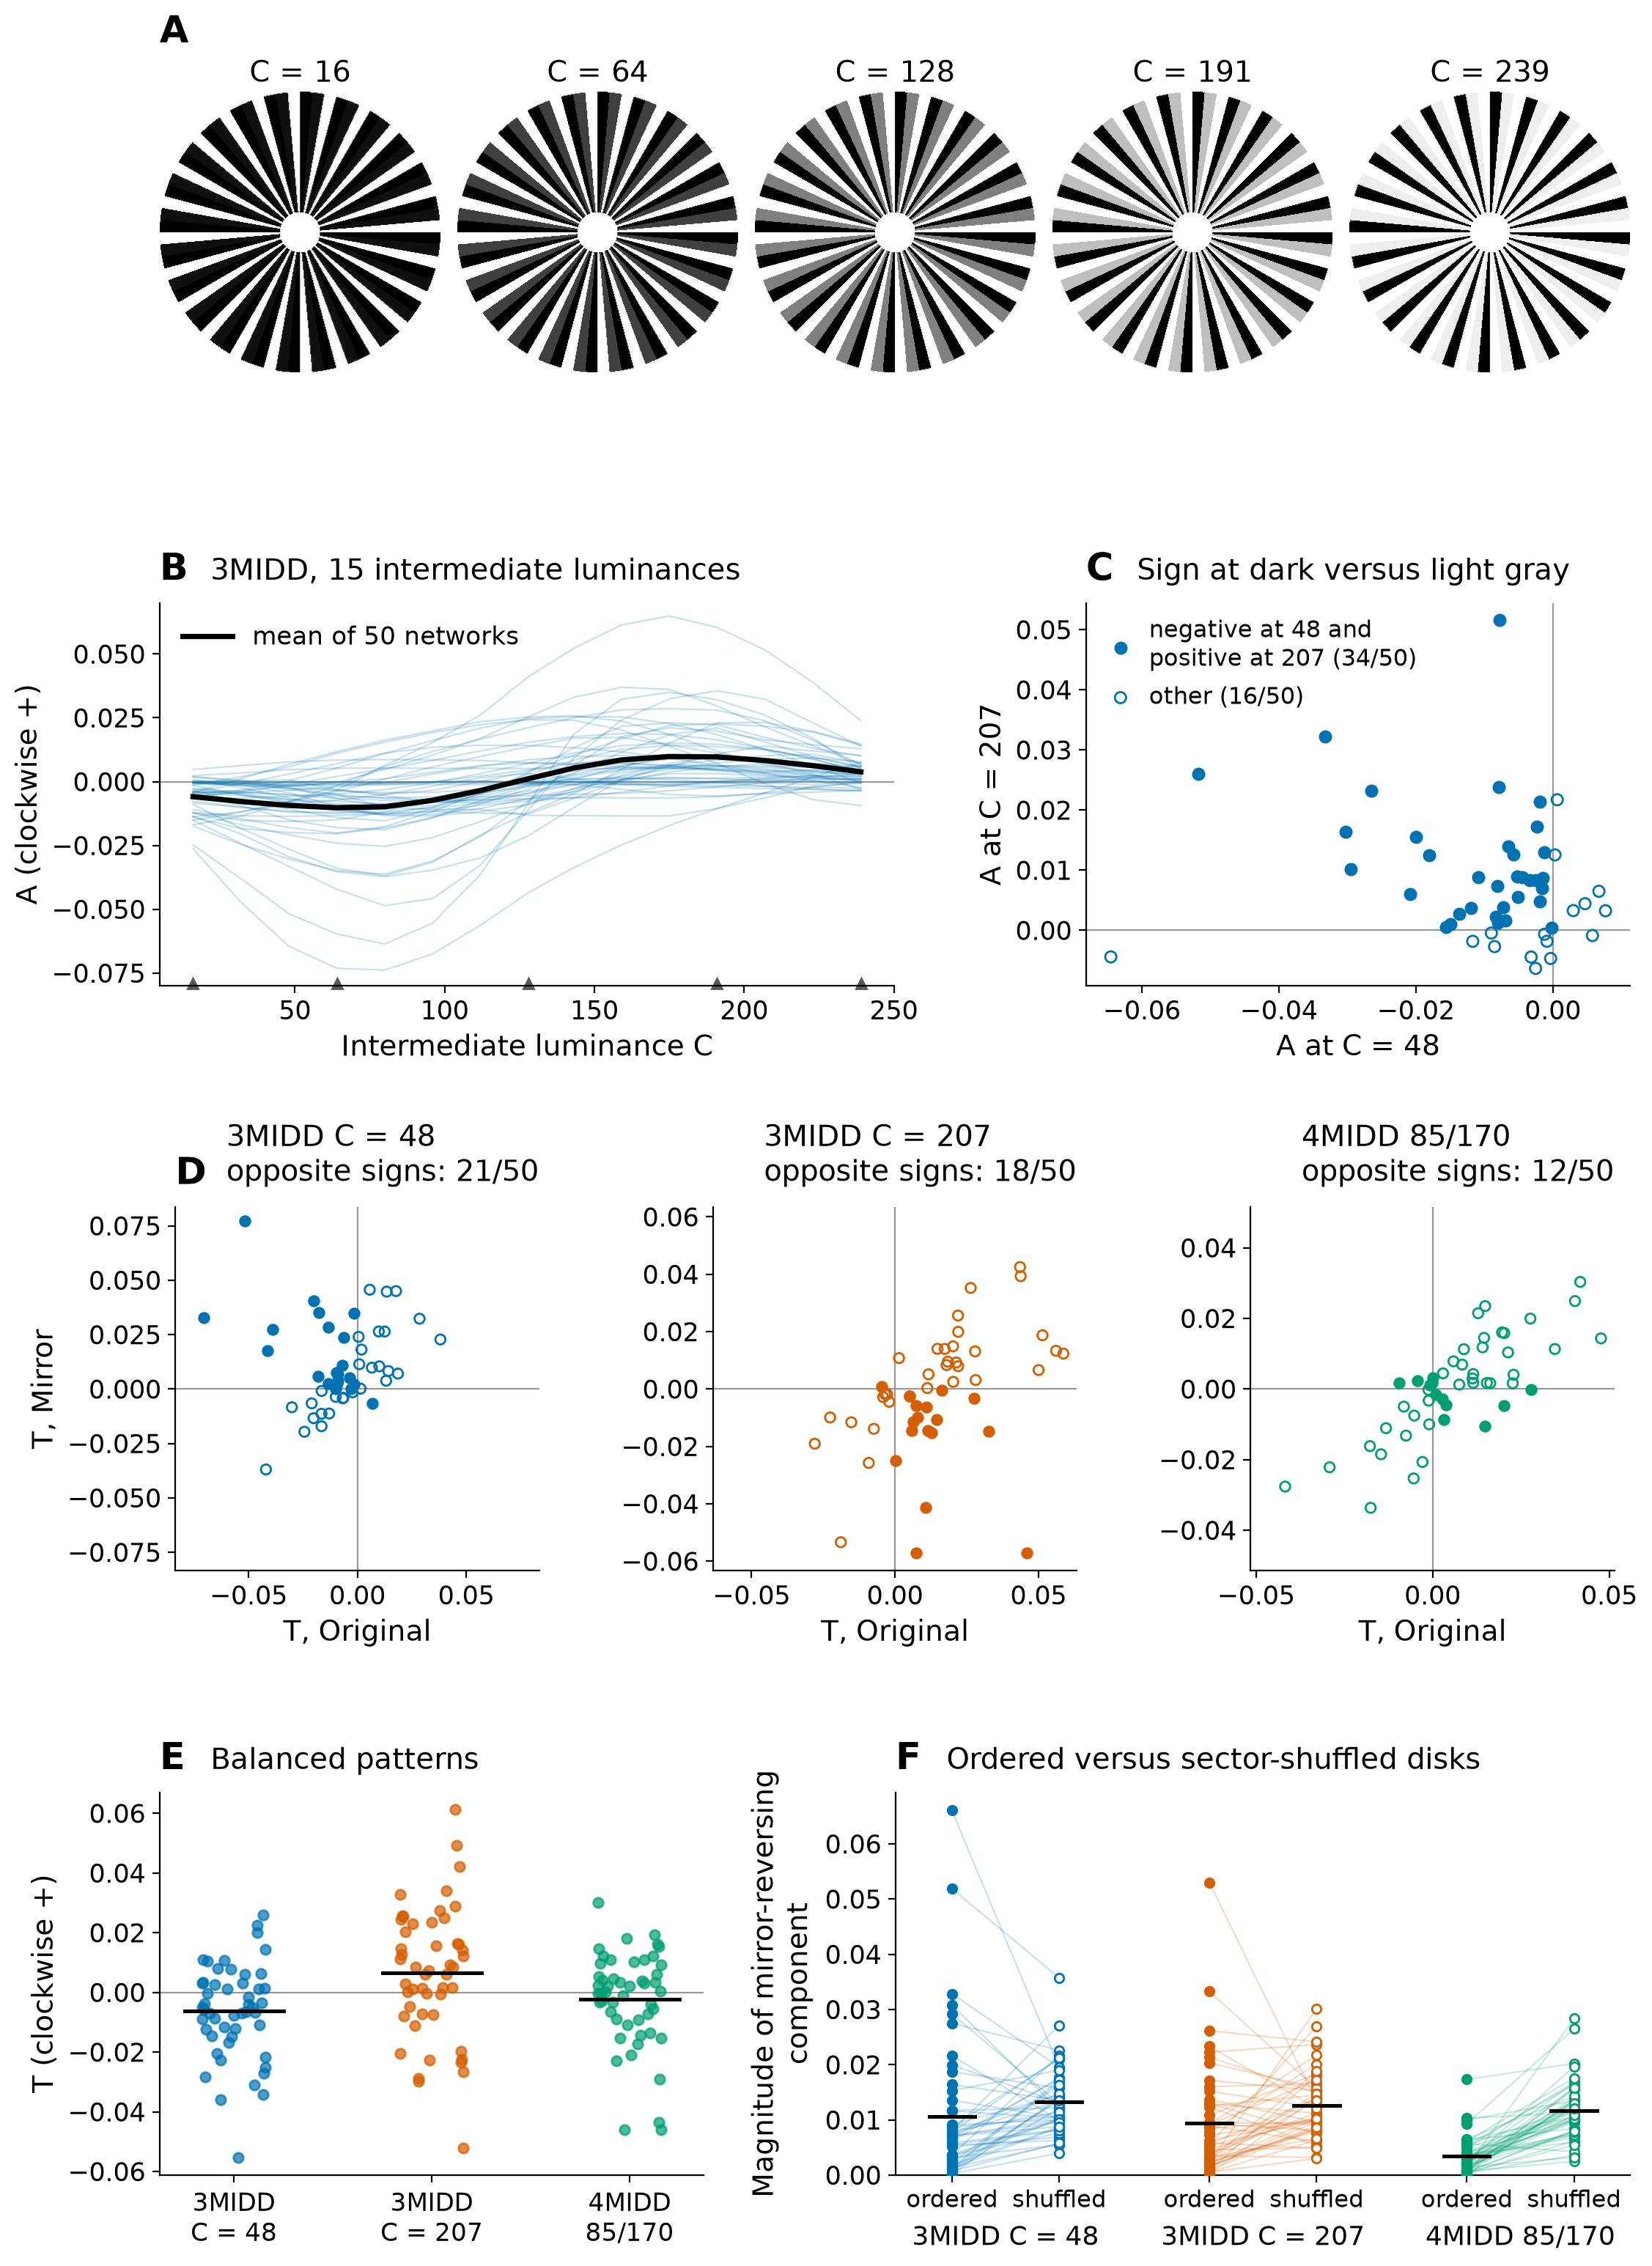 A
C = 16
C = 64
C = 128
C = 191
C = 239
B 3MIDD, 15 intermediate luminances
mean of 50 networks
A (clockwise +)
0.050
0.025
0.000
−0.025
−0.050
−0.075
50
100
150
200
250
Intermediate luminance C
C Sign at dark versus light gray
negative at 48 and
positive at 207 (34/50)
other (16/50)
A at C = 207
0.05
0.04
0.03
0.02
0.01
0.00
−0.06
−0.04
−0.02
0.00
A at C = 48
D
3MIDD C = 48
opposite signs: 21/50
T, Mirror
0.075
0.050
0.025
0.000
−0.025
−0.050
−0.075
−0.05
0.00
0.05
T, Original
3MIDD C = 207
opposite signs: 18/50
0.06
0.04
0.02
0.00
−0.02
−0.04
−0.06
−0.05
0.00
0.05
T, Original
4MIDD 85/170
opposite signs: 12/50
0.04
0.02
0.00
−0.02
−0.04
−0.05
0.00
0.05
T, Original
E Balanced patterns
T (clockwise +)
0.06
0.04
0.02
0.00
−0.02
−0.04
−0.06
3MIDD
C = 48
3MIDD
C = 207
4MIDD
85/170
F Ordered versus sector-shuffled disks
Magnitude of mirror-reversing
component
0.06
0.05
0.04
0.03
0.02
0.01
0.00
ordered
shuffled
3MIDD C = 48
ordered
shuffled
3MIDD C = 207
ordered
shuffled
4MIDD 85/170